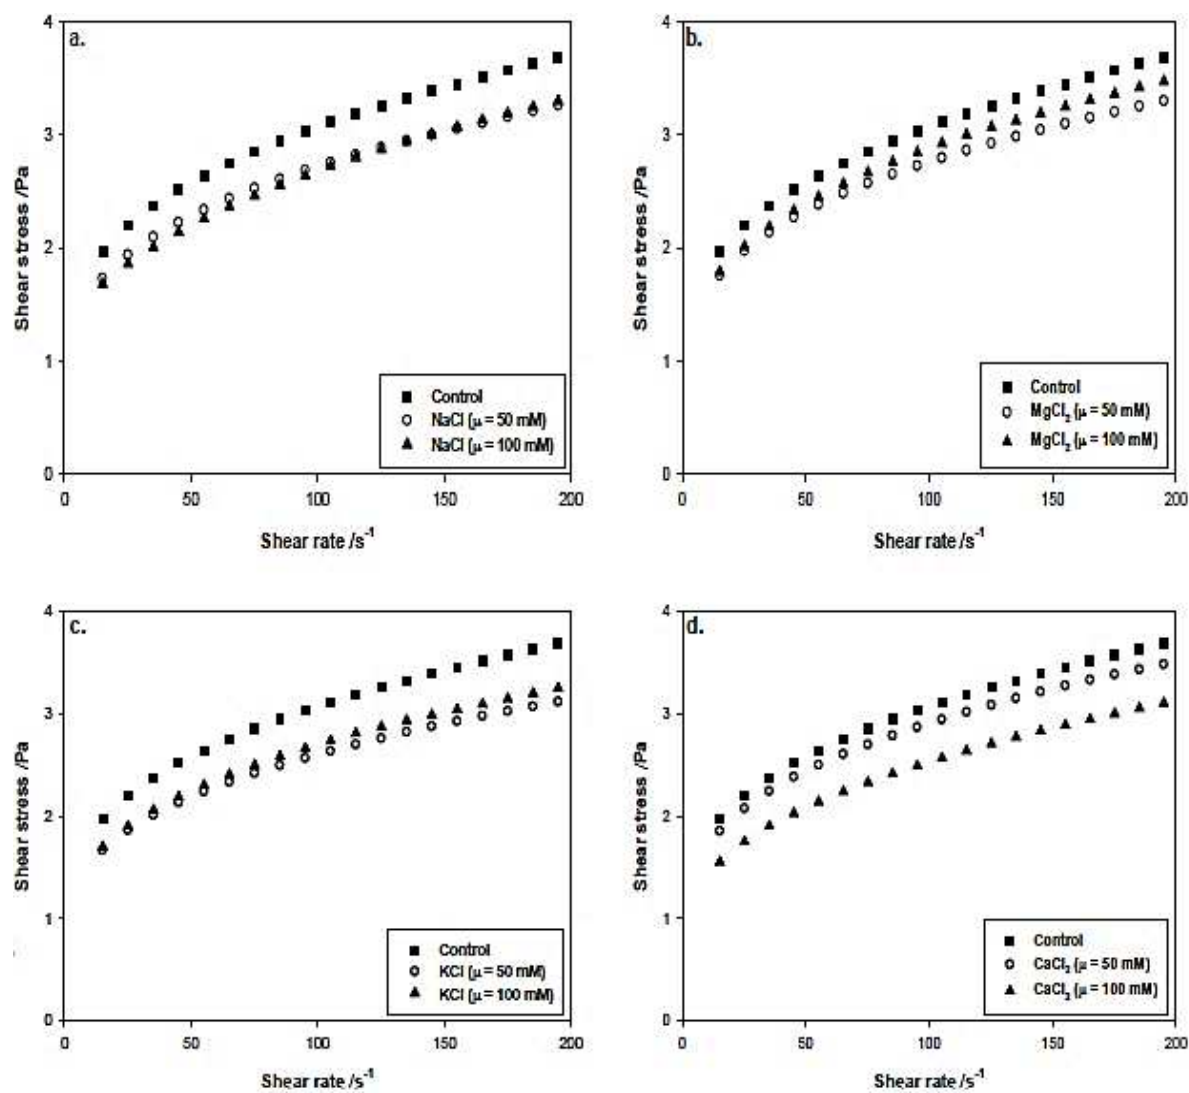 a.
4
3
2
1
0
Shear stress /Pa
Control
NaCl (μ = 50 mM)
NaCl (μ = 100 mM)
0 50 100 150 200
Shear rate /s⁻¹
b.
4
3
2
1
0
Shear stress /Pa
Control
MgCl₂ (μ = 50 mM)
MgCl₂ (μ = 100 mM)
0 50 100 150 200
Shear rate /s⁻¹
c.
4
3
2
1
0
Shear stress /Pa
Control
KCl (μ = 50 mM)
KCl (μ = 100 mM)
0 50 100 150 200
Shear rate /s⁻¹
d.
4
3
2
1
0
Shear stress /Pa
Control
CaCl₂ (μ = 50 mM)
CaCl₂ (μ = 100 mM)
0 50 100 150 200
Shear rate /s⁻¹